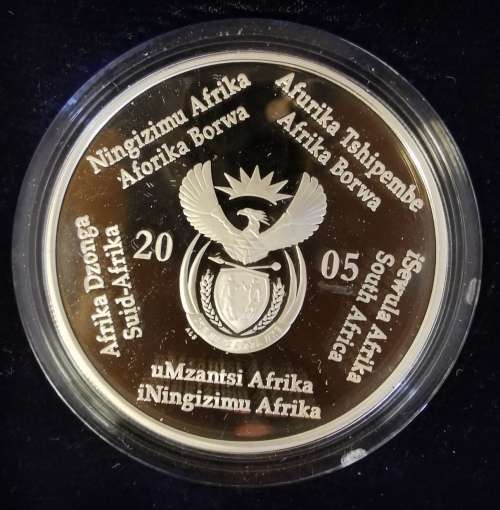 Ningizimu Afrika
Aforika Borwa
Afurika Tshipembe
Afrika Borwa
iSewula Afrika
South Africa
uMzantsi Afrika
iNingizimu Afrika
Afrika Dzonga
Suid-Afrika
20 05